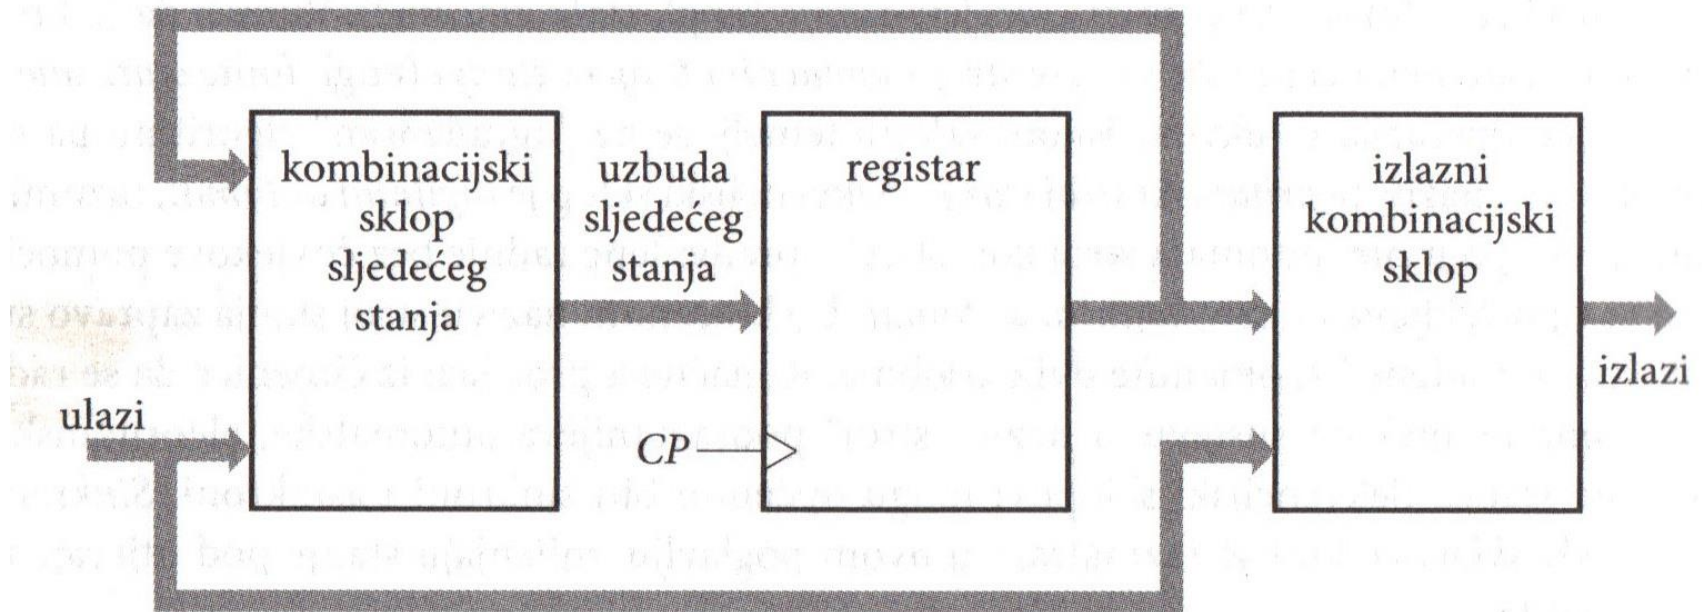 kombinacijski
sklop
sljedećeg
stanja
uzbuda
sljedećeg
stanja
registar
izlazni
kombinacijski
sklop
ulazi
CP
izlazi